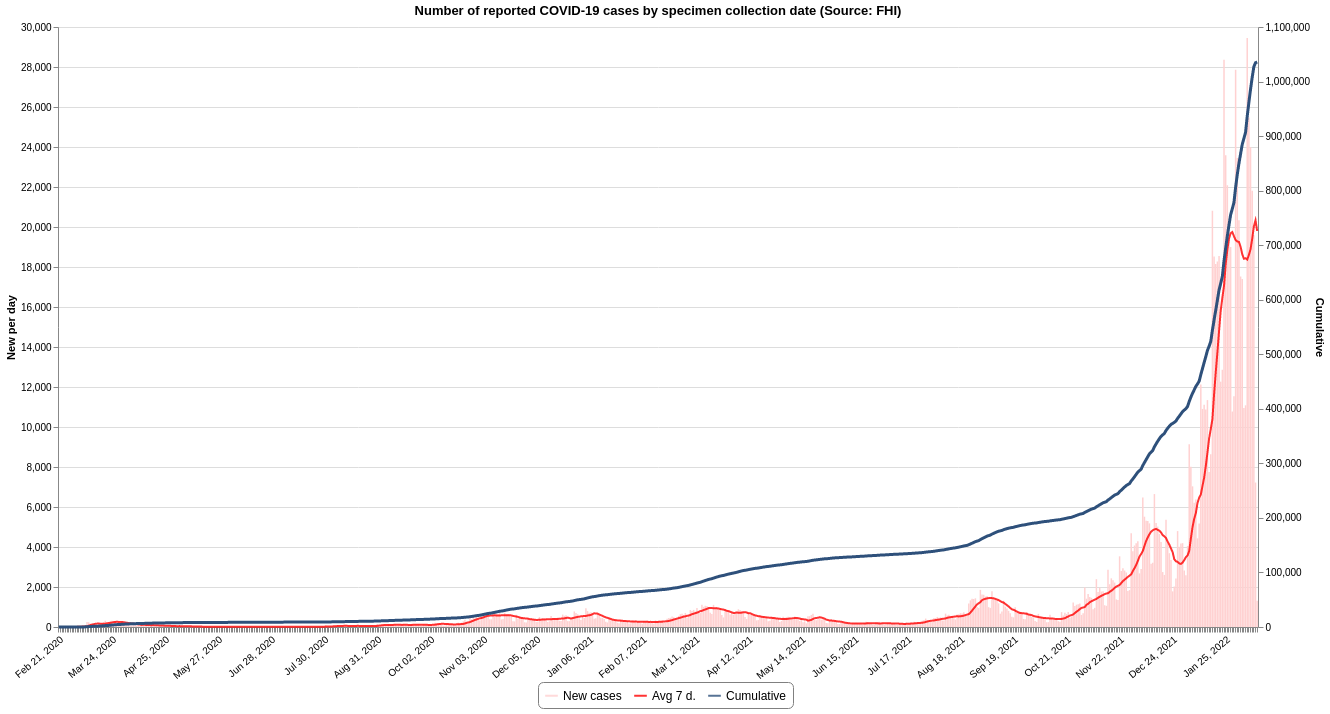 Number of reported COVID-19 cases by specimen collection date (Source: FHI)
30,000
28,000
26,000
24,000
22,000
20,000
18,000
16,000
14,000
12,000
10,000
8,000
6,000
4,000
2,000
0
New per day
1,100,000
1,000,000
900,000
800,000
700,000
600,000
500,000
400,000
300,000
200,000
100,000
0
Cumulative
Feb 21, 2020
Mar 24, 2020
Apr 25, 2020
May 27, 2020
Jun 28, 2020
Jul 30, 2020
Aug 31, 2020
Oct 02, 2020
Nov 03, 2020
Dec 05, 2020
Jan 06, 2021
Feb 07, 2021
Mar 11, 2021
Apr 12, 2021
May 14, 2021
Jun 15, 2021
Jul 17, 2021
Aug 18, 2021
Sep 19, 2021
Oct 21, 2021
Nov 22, 2021
Dec 24, 2021
Jan 25, 2022
New cases Avg 7 d. Cumulative